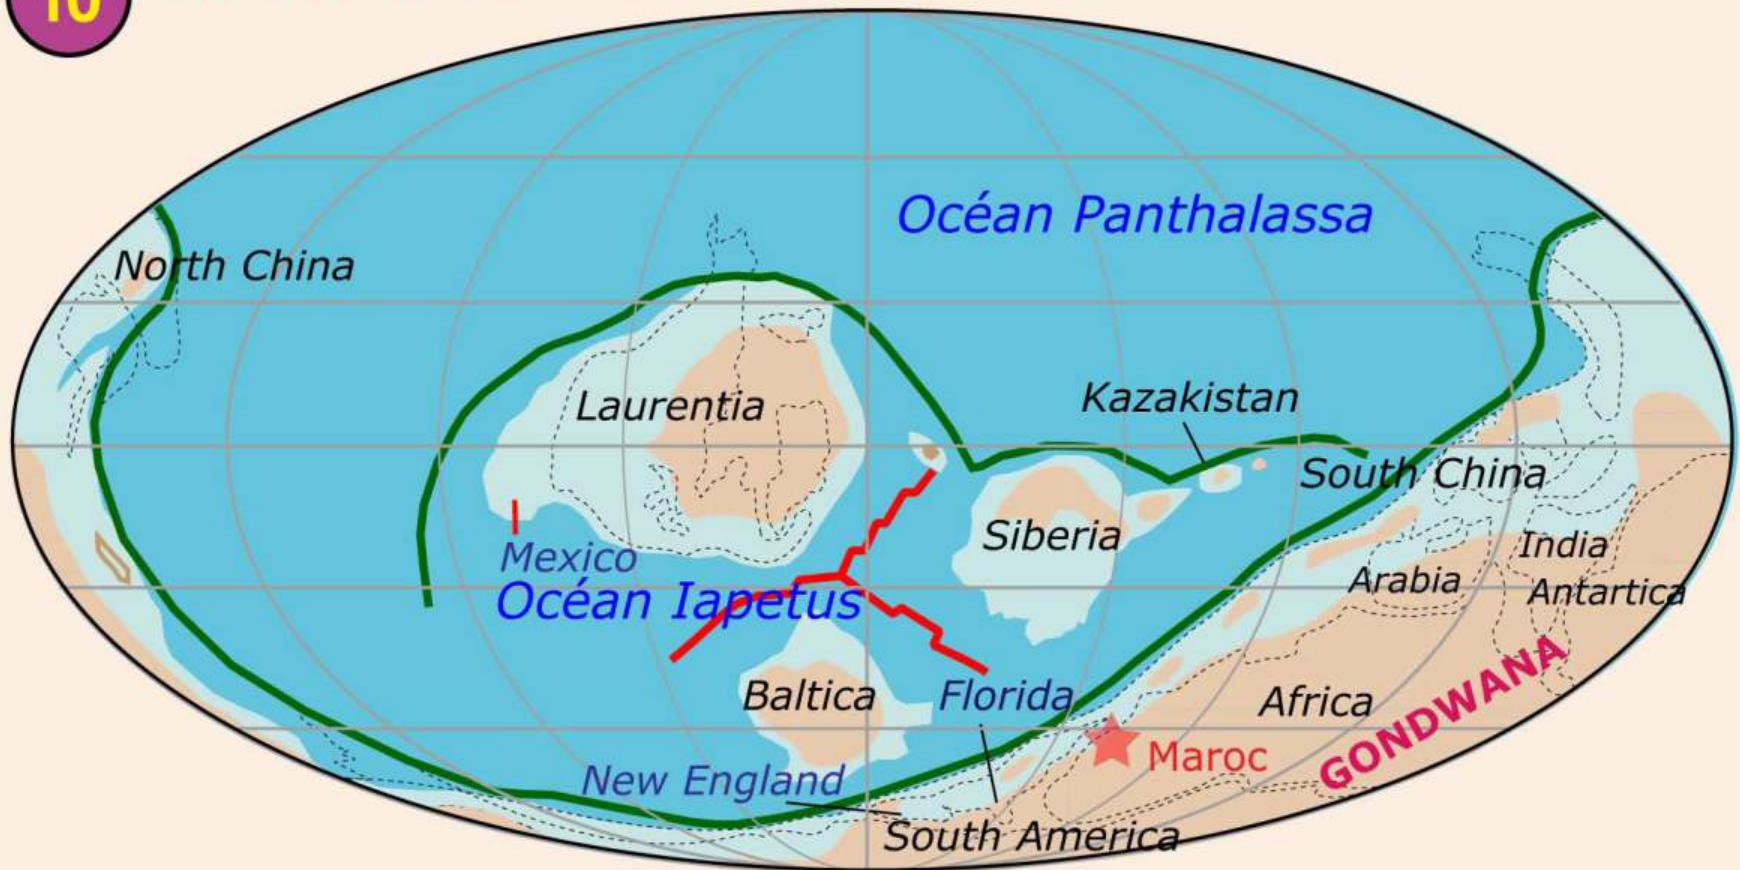 10
Océan Panthalassa
North China
Kazakistan
Laurentia
South China
Siberia
India
Mexico
Arabia
Antartica
Océan Iapetus
Baltica
Florida
Africa
GONDWANA
Maroc
New England
South America